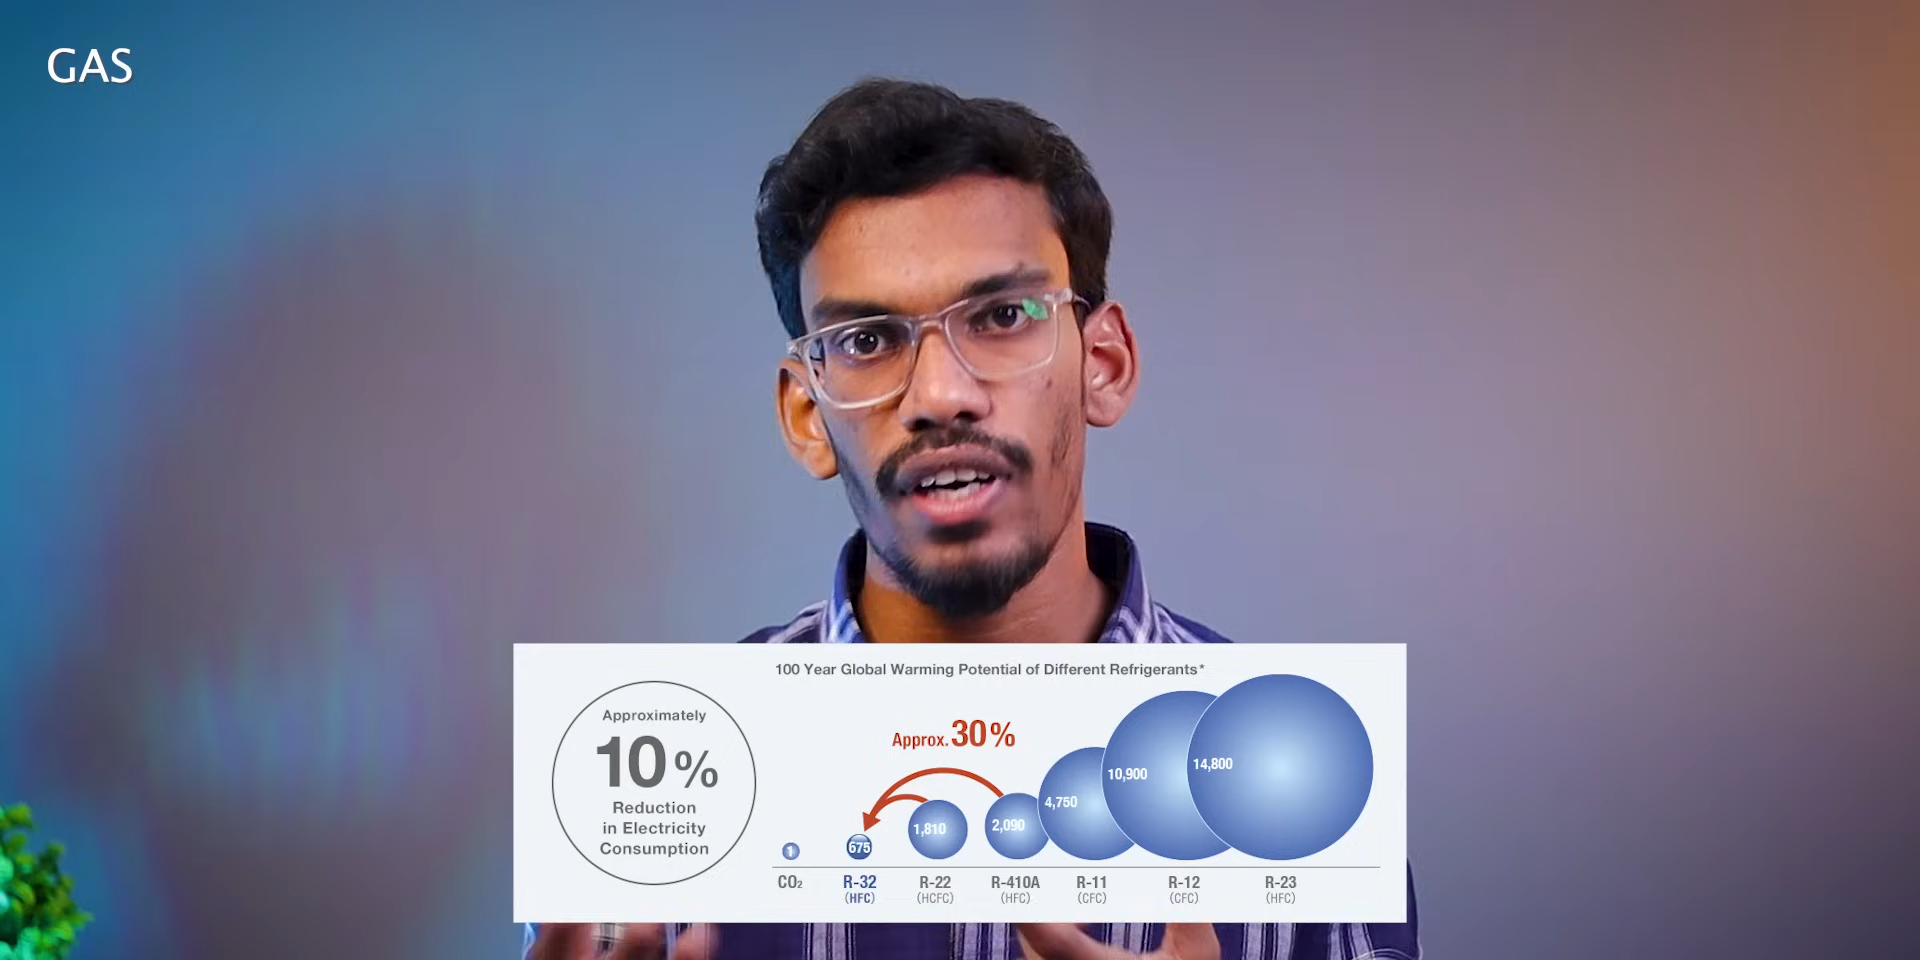 GAS
100 Year Global Warming Potential of Different Refrigerants*
Approximately
10%
Reduction
in Electricity
Consumption
Approx. 30%
1
675
1,810
2,090
4,750
10,900
14,800
CO₂
R-32
(HFC)
R-22
(HCFC)
R-410A
(HFC)
R-11
(CFC)
R-12
(CFC)
R-23
(HFC)